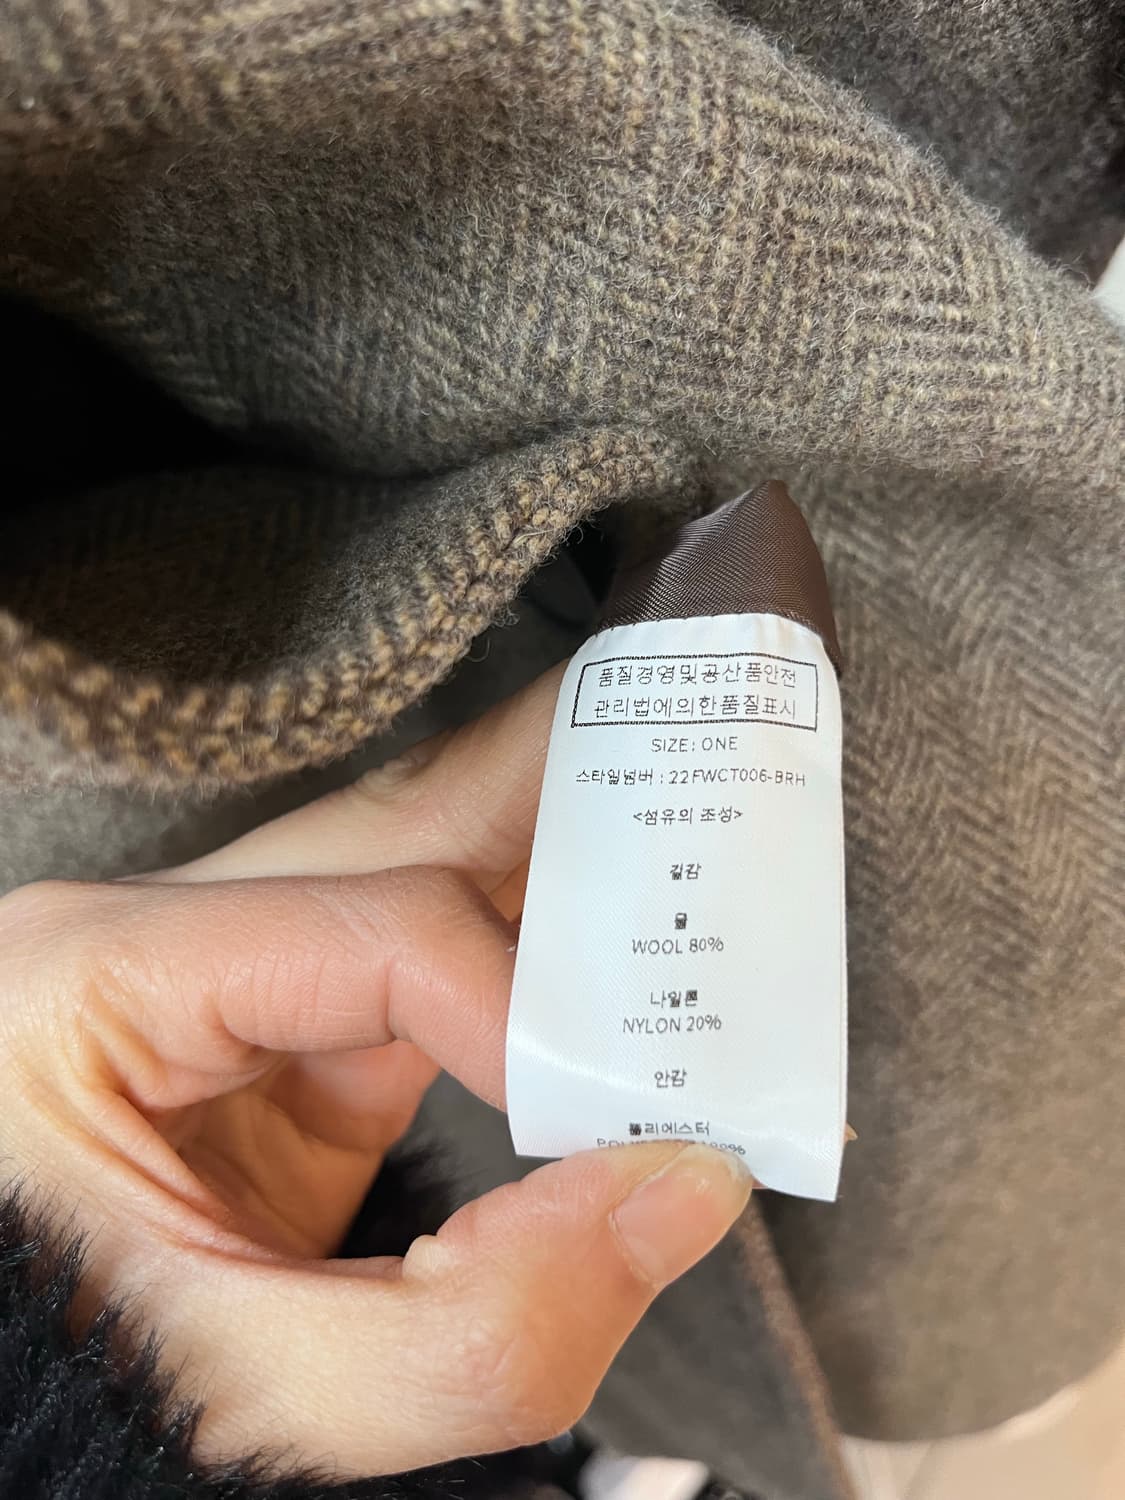 품질경영및공산품안전
관리법에의한품질표시
SIZE: ONE
스타일넘버 : 22FWCT006-BRH
<섬유의 조성>
겉감
울
WOOL 80%
나일론
NYLON 20%
안감
폴리에스터
POLYESTER 100%